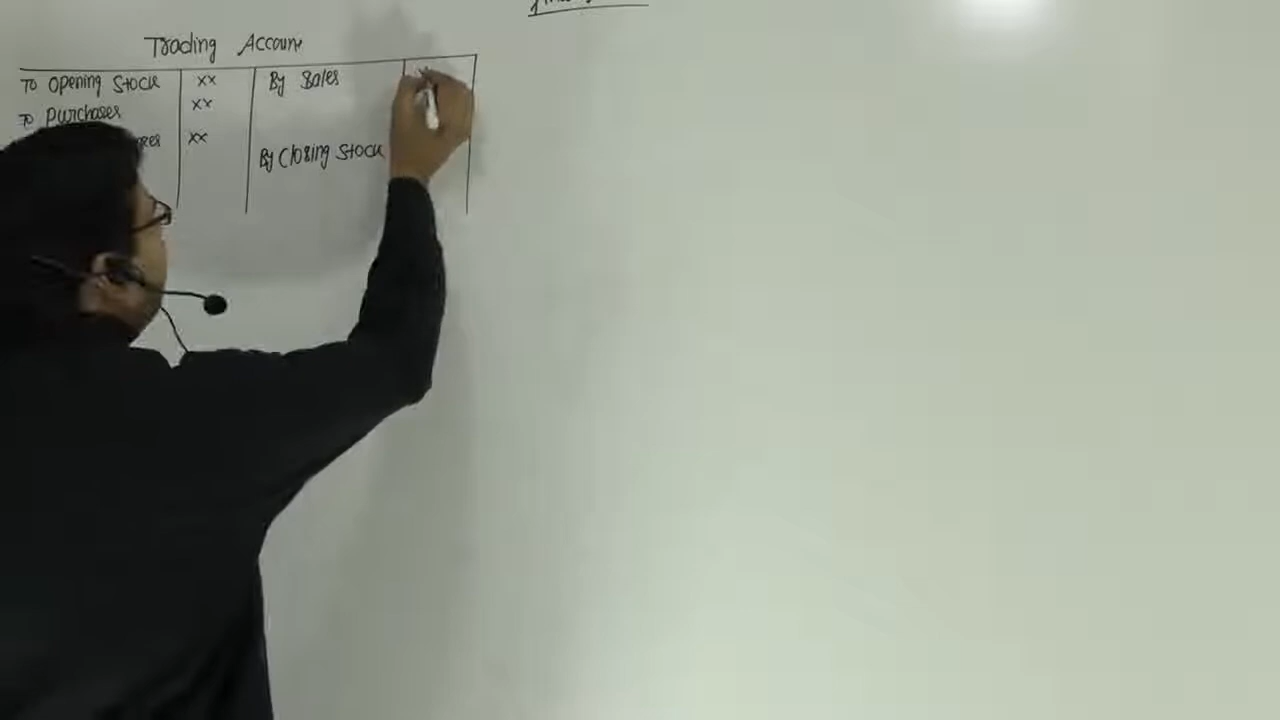 Trading Account
To Opening Stock xx By Sales
To Purchases xx
xx
By Closing Stock